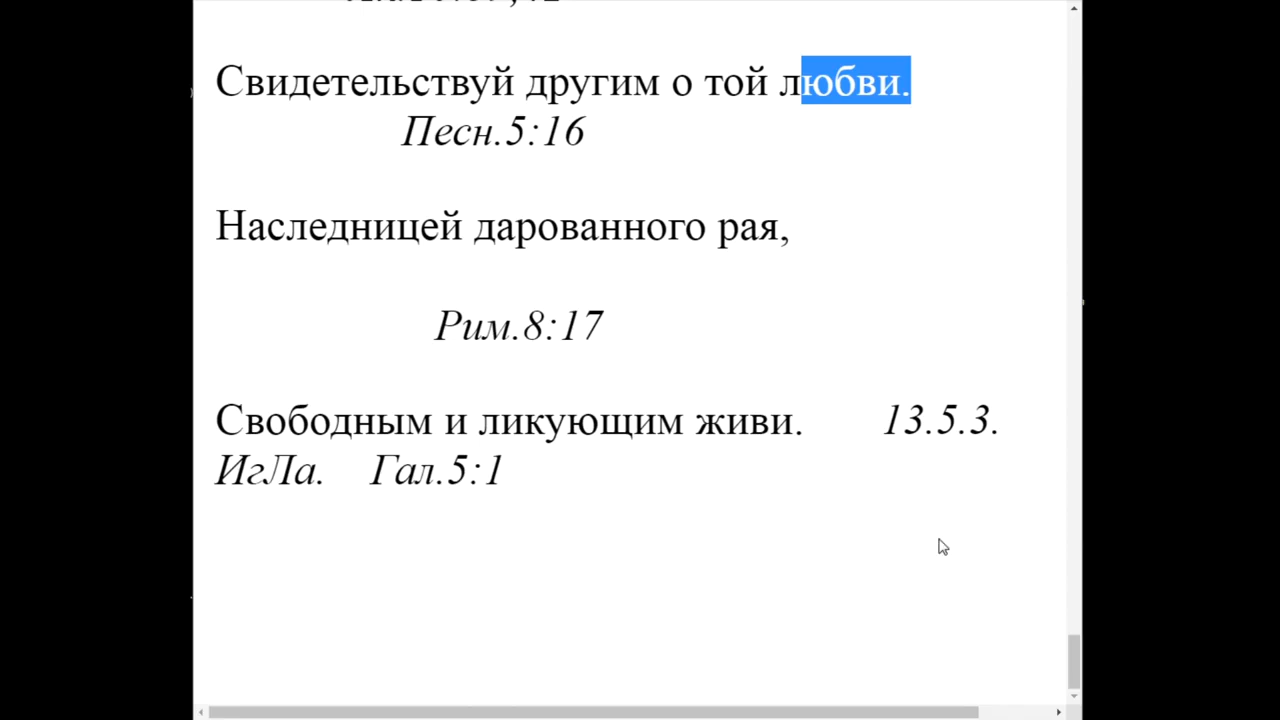 Свидетельствуй другим о той любви.
Песн.5:16
Наследницей дарованного рая,
Рим.8:17
Свободным и ликующим живи. 13.5.3.
ИгЛа. Гал.5:1